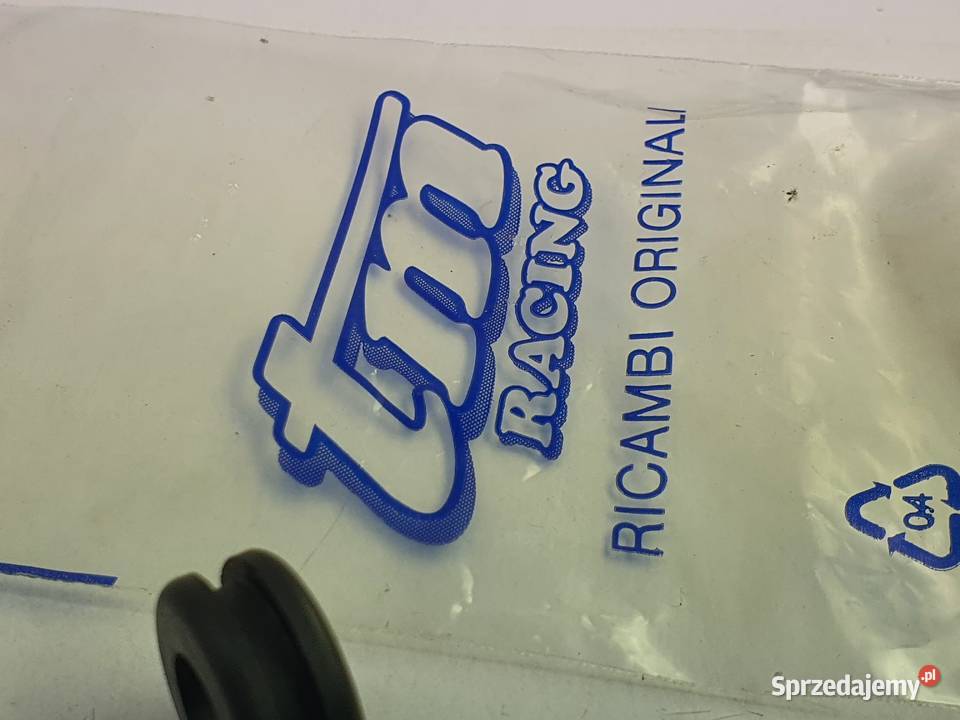 tm
RACING
RICAMBI ORIGINALI
04
Sprzedajemy.pl